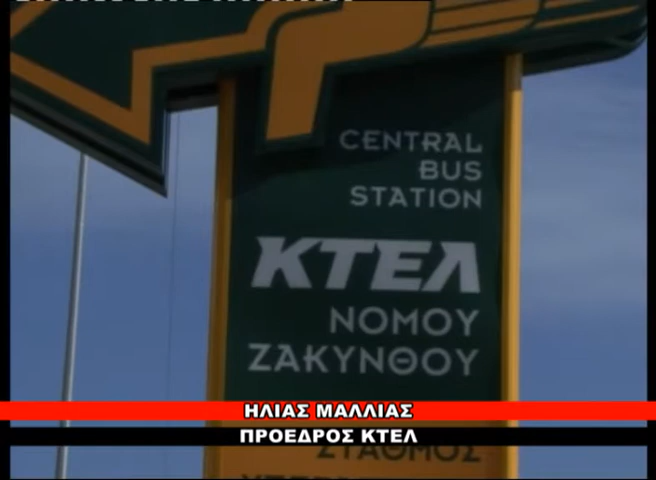 CENTRAL
BUS
STATION
ΚΤΕΛ
ΝΟΜΟΥ
ΖΑΚΥΝΘΟΥ
ΗΛΙΑΣ ΜΑΛΛΙΑΣ
ΠΡΟΕΔΡΟΣ ΚΤΕΛ
ΣΤΑΘΜΟΣ